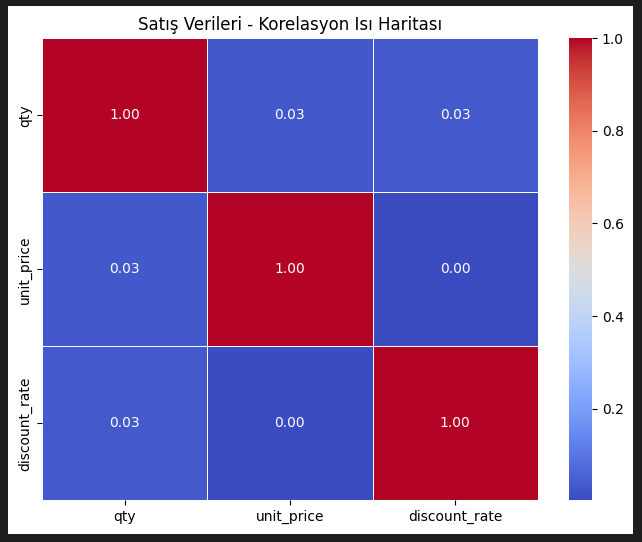 Satış Verileri - Korelasyon Isı Haritası
qty
1.00
0.03
0.03
unit_price
0.03
1.00
0.00
discount_rate
0.03
0.00
1.00
qty
unit_price
discount_rate
1.0
0.8
0.6
0.4
0.2